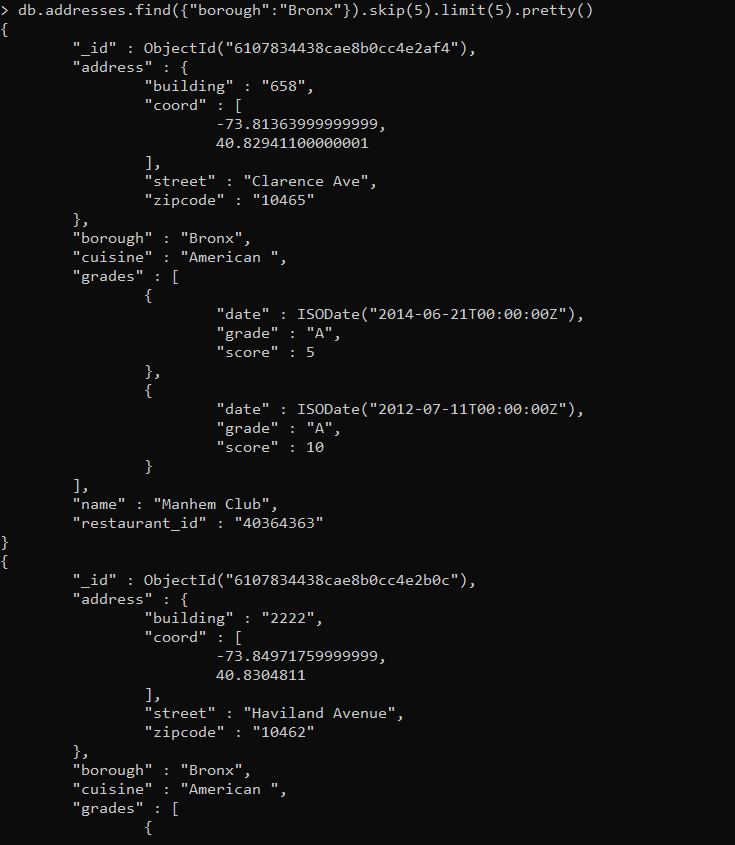 > db.addresses.find({"borough":"Bronx"}).skip(5).limit(5).pretty()
{
        "_id" : ObjectId("6107834438cae8b0cc4e2af4"),
        "address" : {
                "building" : "658",
                "coord" : [
                        -73.81363999999999,
                        40.82941100000001
                ],
                "street" : "Clarence Ave",
                "zipcode" : "10465"
        },
        "borough" : "Bronx",
        "cuisine" : "American ",
        "grades" : [
                {
                        "date" : ISODate("2014-06-21T00:00:00Z"),
                        "grade" : "A",
                        "score" : 5
                },
                {
                        "date" : ISODate("2012-07-11T00:00:00Z"),
                        "grade" : "A",
                        "score" : 10
                }
        ],
        "name" : "Manhem Club",
        "restaurant_id" : "40364363"
}
{
        "_id" : ObjectId("6107834438cae8b0cc4e2b0c"),
        "address" : {
                "building" : "2222",
                "coord" : [
                        -73.84971759999999,
                        40.8304811
                ],
                "street" : "Haviland Avenue",
                "zipcode" : "10462"
        },
        "borough" : "Bronx",
        "cuisine" : "American ",
        "grades" : [
                {